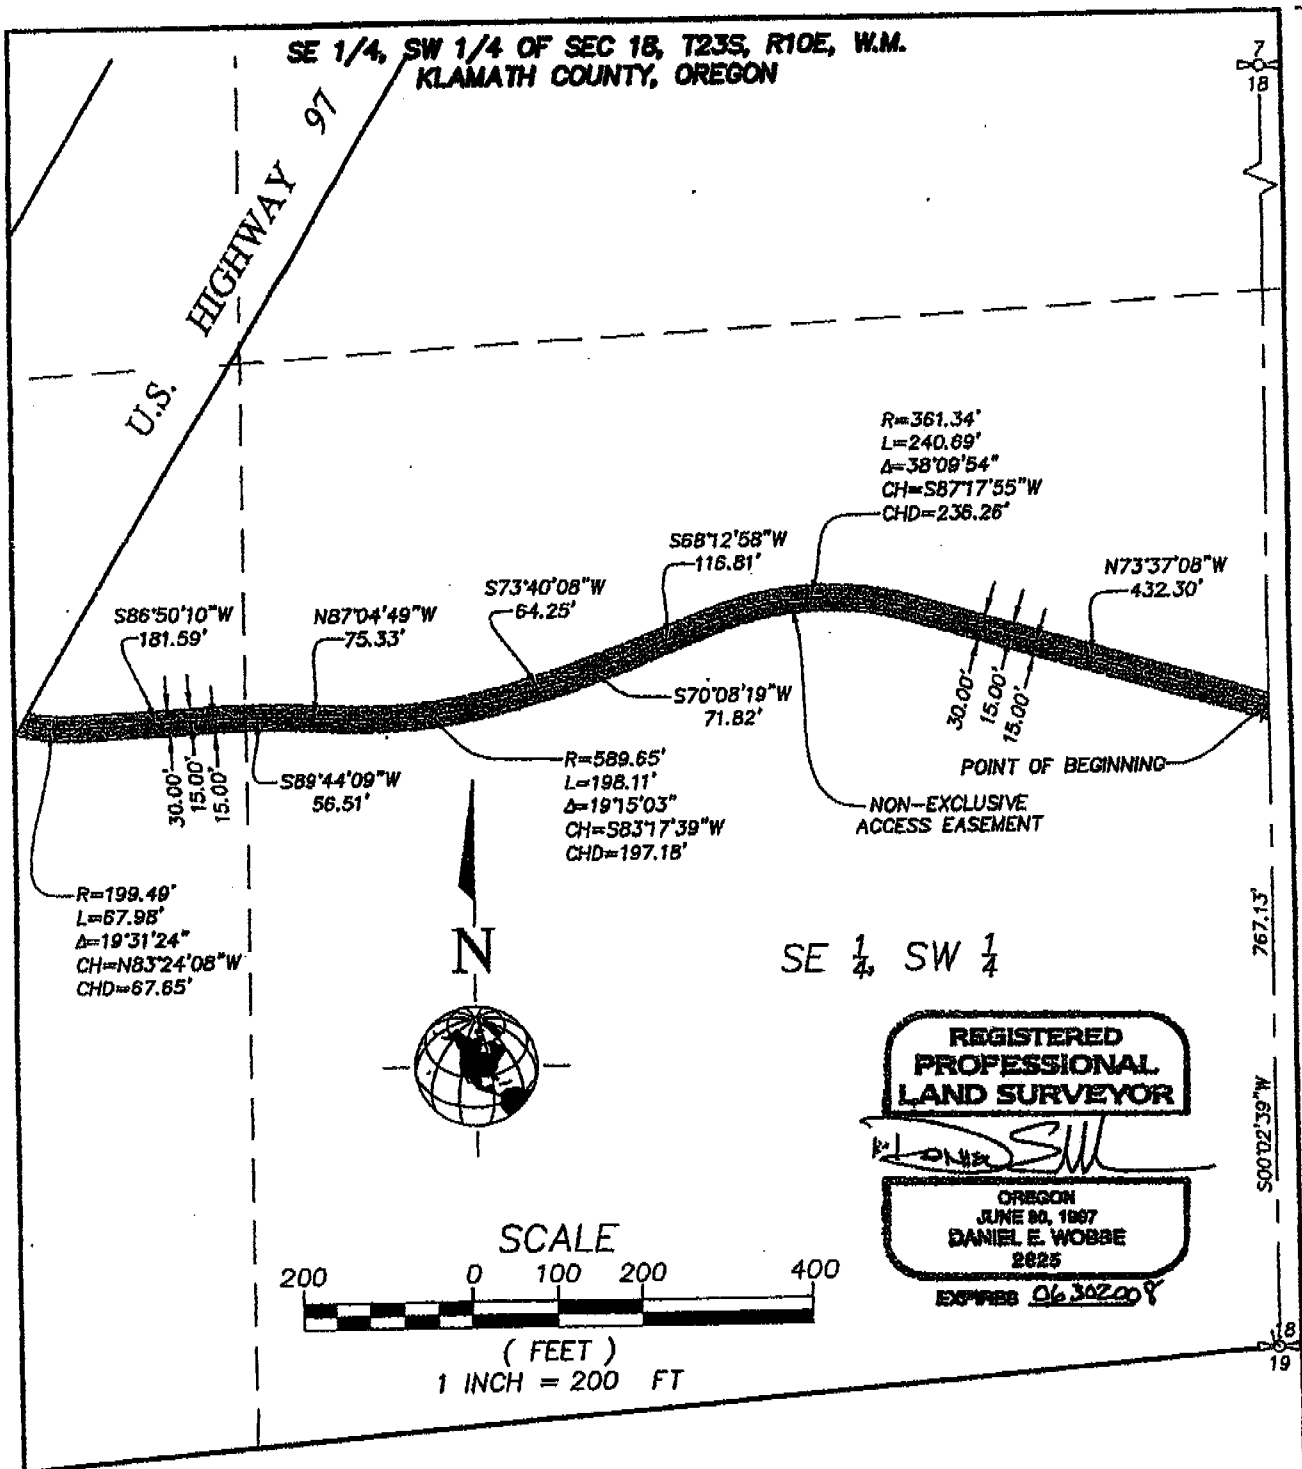 SE 1/4, SW 1/4 OF SEC 18, T23S, R10E, W.M.
KLAMATH COUNTY, OREGON
7
18
U.S. HIGHWAY 97
R=361.34'
L=240.69'
Δ=38°09'54"
CH=S87°17'55"W
CHD=236.26'
S68°12'58"W
116.81'
N73°37'08"W
432.30'
S73°40'08"W
64.25'
S86°50'10"W
181.59'
N87°04'49"W
75.33'
S70°08'19"W
71.82'
30.00'
15.00'
15.00'
30.00'
15.00'
15.00'
POINT OF BEGINNING
S89°44'09"W
56.51'
R=589.65'
L=198.11'
Δ=19°15'03"
CH=S83°17'39"W
CHD=197.18'
NON-EXCLUSIVE
ACCESS EASEMENT
R=199.49'
L=67.98'
Δ=19°31'24"
CH=N83°24'08"W
CHD=67.65'
N
SE 1/4, SW 1/4
767.13'
S00°02'39"W
REGISTERED
PROFESSIONAL
LAND SURVEYOR
OREGON
JUNE 30, 1997
DANIEL E. WOBBE
2825
EXPIRES 06302008
SCALE
200 0 100 200 400
( FEET )
1 INCH = 200 FT
18
19